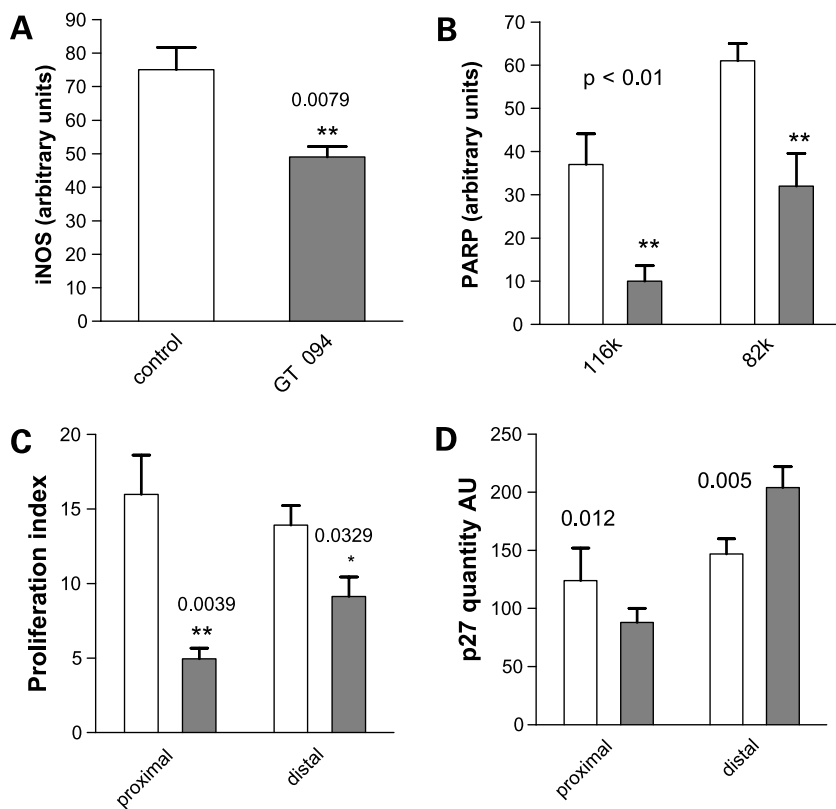 A
iNOS (arbitrary units)
90
80
70
60
50
40
30
20
10
0
0.0079
**
control
GT 094
B
PARP (arbitrary units)
70
60
50
40
30
20
10
0
p < 0.01
**
**
116k
82k
C
Proliferation index
20
15
10
5
0
0.0039
**
0.0329
*
proximal
distal
D
p27 quantity AU
250
200
150
100
50
0
0.012
0.005
proximal
distal